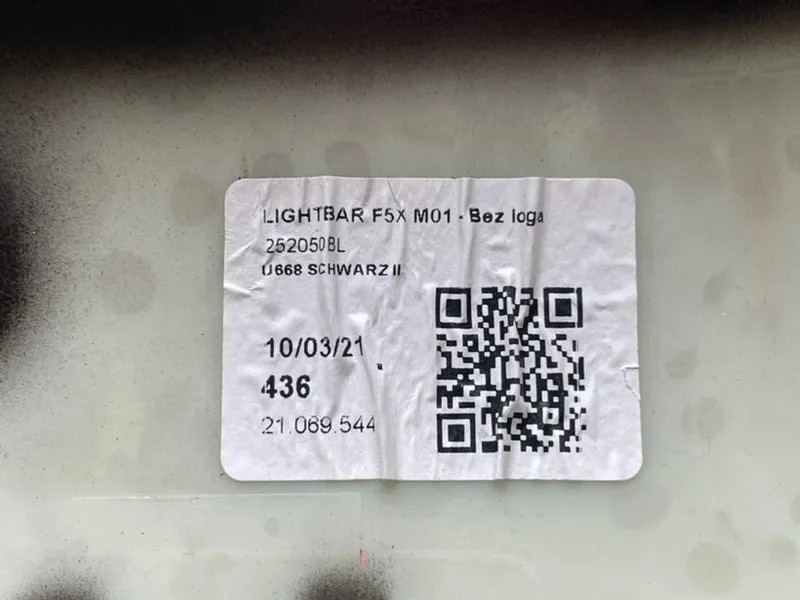 LIGHTBAR F5X M01 - Bez loga
252050BL
U668 SCHWARZ II
10/03/21
436
21.069.544